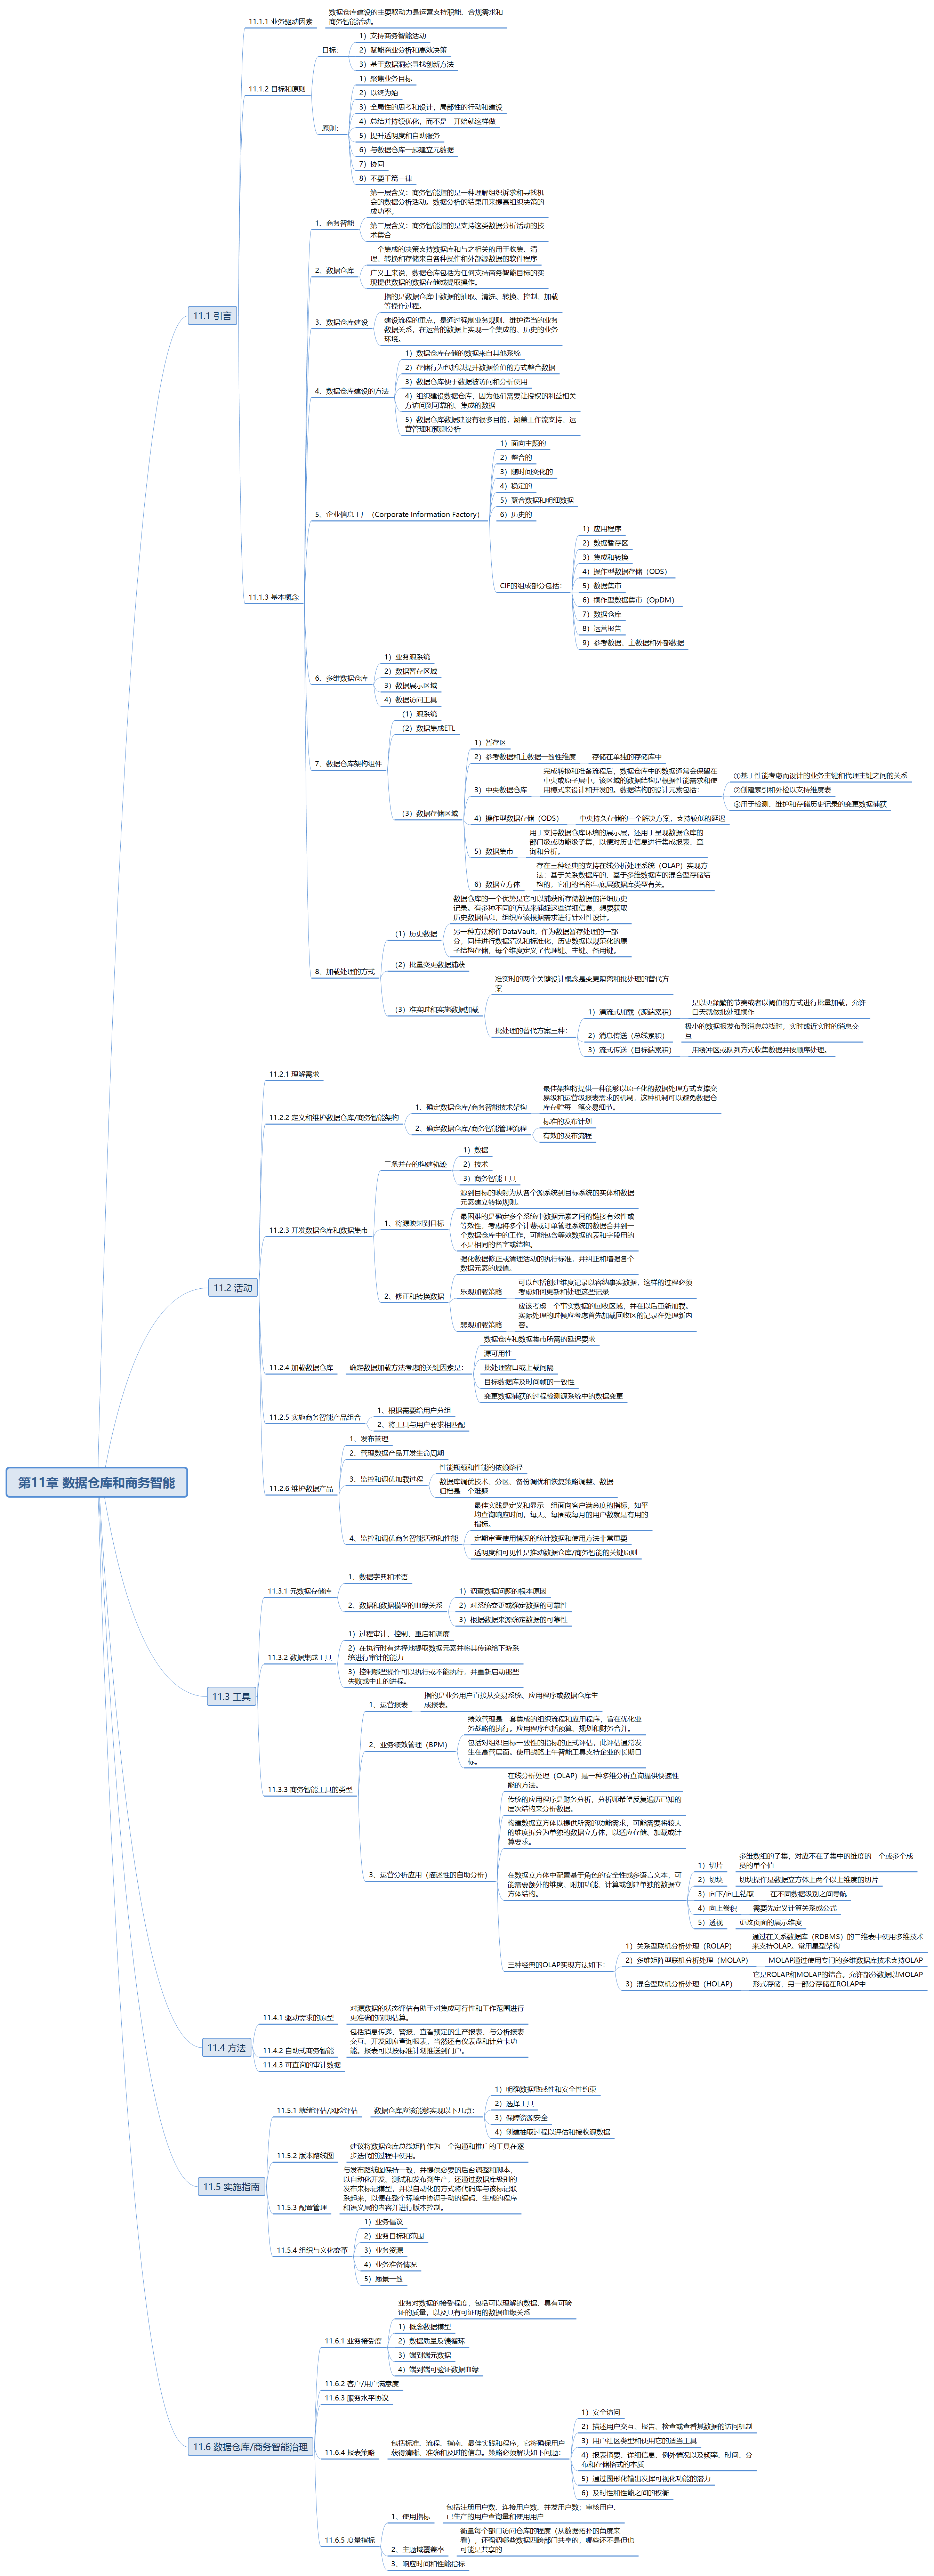 第11章 数据仓库和商务智能
11.1 引言
11.1.1 业务驱动因素
数据仓库建设的主要驱动力是运营支持职能、合规需求和
商务智能活动。
11.1.2 目标和原则
目标：
1）支持商务智能活动
2）赋能商业分析和高效决策
3）基于数据洞察寻找创新方法
原则：
1）聚焦业务目标
2）以终为始
3）全局性的思考和设计，局部性的行动和建设
4）总结并持续优化，而不是一开始就这样做
5）提升透明度和自助服务
6）与数据仓库一起建立元数据
7）协同
8）不要千篇一律
11.1.3 基本概念
1、商务智能
第一层含义：商务智能指的是一种理解组织诉求和寻找机
会的数据分析活动。数据分析的结果用来提高组织决策的
成功率。
第二层含义：商务智能指的是支持这类数据分析活动的技
术集合
2、数据仓库
一个集成的决策支持数据库和与之相关的用于收集、清
理、转换和存储来自各种操作和外部源数据的软件程序
广义上来说，数据仓库包括为任何支持商务智能目标的实
现提供数据的数据存储或提取操作。
3、数据仓库建设
指的是数据仓库中数据的抽取、清洗、转换、控制、加载
等操作过程。
建设流程的重点，是通过强制业务规则、维护适当的业务
数据关系，在运营的数据上实现一个集成的、历史的业务
环境。
4、数据仓库建设的方法
1）数据仓库存储的数据来自其他系统
2）存储行为包括以提升数据价值的方式整合数据
3）数据仓库便于数据被访问和分析使用
4）组织建设数据仓库，因为他们需要让授权的利益相关
方访问到可靠的、集成的数据
5）数据仓库数据建设有很多目的，涵盖工作流支持、运
营管理和预测分析
5、企业信息工厂（Corporate Information Factory）
1）面向主题的
2）整合的
3）随时间变化的
4）稳定的
5）聚合数据和明细数据
6）历史的
CIF的组成部分包括：
1）应用程序
2）数据暂存区
3）集成和转换
4）操作型数据存储（ODS）
5）数据集市
6）操作型数据集市（OpDM）
7）数据仓库
8）运营报告
9）参考数据、主数据和外部数据
6、多维数据仓库
1）业务源系统
2）数据暂存区域
3）数据展示区域
4）数据访问工具
7、数据仓库架构组件
（1）源系统
（2）数据集成ETL
（3）数据存储区域
1）暂存区
2）参考数据和主数据一致性维度
存储在单独的存储库中
3）中央数据仓库
完成转换和准备流程后，数据仓库中的数据通常会保留在
中央或原子层中。该区域的数据结构是根据性能需求和使
用模式来设计和开发的。数据结构的设计元素包括：
①基于性能考虑而设计的业务主键和代理主键之间的关系
②创建索引和外检以支持维度表
③用于检测、维护和存储历史记录的变更数据捕获
4）操作型数据存储（ODS）
中央持久存储的一个解决方案，支持较低的延迟
5）数据集市
用于支持数据仓库环境的展示层，还用于呈现数据仓库的
部门级或功能级子集，以便对历史信息进行集成报表、查
询和分析。
6）数据立方体
存在三种经典的支持在线分析处理系统（OLAP）实现方
法：基于关系数据库的、基于多维数据库的混合型存储结
构的，它们的名称与底层数据库类型有关。
8、加载处理的方式
（1）历史数据
数据仓库的一个优势是它可以捕获所存储数据的详细历史
记录。有多种不同的方法来捕捉这些详细信息，想要获取
历史数据信息，组织应该根据需求进行针对性设计。
另一种方法称作DataVault，作为数据暂存处理的一部
分，同样进行数据清洗和标准化，历史数据以规范化的原
子结构存储，每个维度定义了代理键、主键、备用键。
（2）批量变更数据捕获
（3）准实时和实施数据加载
准实时的两个关键设计概念是变更隔离和批处理的替代方
案
批处理的替代方案三种：
1）涓流式加载（源端累积）
是以更频繁的节奏或者以阈值的方式进行批量加载，允许
白天就做批处理操作
2）消息传送（总线累积）
极小的数据报发布到消息总线时，实时或近实时的消息交
互
3）流式传送（目标端累积）
用缓冲区或队列方式收集数据并按顺序处理。
11.2 活动
11.2.1 理解需求
11.2.2 定义和维护数据仓库/商务智能架构
1、确定数据仓库/商务智能技术架构
最佳架构将提供一种能够以原子化的数据处理方式支撑交
易级和运营级报表需求的机制，这种机制可以避免数据仓
库存贮每一笔交易细节。
2、确定数据仓库/商务智能管理流程
标准的发布计划
有效的发布流程
11.2.3 开发数据仓库和数据集市
三条并存的构建轨迹
1）数据
2）技术
3）商务智能工具
1、将源映射到目标
源到目标的映射为从各个源系统到目标系统的实体和数据
元素建立转换规则。
最困难的是确定多个系统中数据元素之间的链接有效性或
等效性，考虑将多个计费或订单管理系统的数据合并到一
个数据仓库中的工作，可能包含等效数据的表和字段用的
不是相同的名字或结构。
2、修正和转换数据
强化数据修正或清理活动的执行标准，并纠正和增强各个
数据元素的域值。
乐观加载策略
可以包括创建维度记录以容纳事实数据，这样的过程必须
考虑如何更新和处理这些记录
悲观加载策略
应该考虑一个事实数据的回收区域，并在以后重新加载。
实际处理的时候应考虑首先加载回收区的记录在处理新内
容。
11.2.4 加载数据仓库
确定数据加载方法考虑的关键因素是：
数据仓库和数据集市所需的延迟要求
源可用性
批处理窗口或上载间隔
目标数据库及时间帧的一致性
变更数据捕获的过程检测源系统中的数据变更
11.2.5 实施商务智能产品组合
1、根据需要给用户分组
2、将工具与用户要求相匹配
11.2.6 维护数据产品
1、发布管理
2、管理数据产品开发生命周期
3、监控和调优加载过程
性能瓶颈和性能的依赖路径
数据库调优技术、分区、备份调优和恢复策略调整、数据
归档是一个难题
4、监控和调优商务智能活动和性能
最佳实践是定义和显示一组面向客户满意度的指标，如平
均查询响应时间，每天、每周或每月的用户数就是有用的
指标。
定期审查使用情况的统计数据和使用方法非常重要
透明度和可见性是推动数据仓库/商务智能的关键原则
11.3 工具
11.3.1 元数据存储库
1、数据字典和术语
2、数据和数据模型的血缘关系
1）调查数据问题的根本原因
2）对系统变更或确定数据的可靠性
3）根据数据来源确定数据的可靠性
11.3.2 数据集成工具
1）过程审计、控制、重启和调度
2）在执行时有选择地提取数据元素并将其传递给下游系
统进行审计的能力
3）控制哪些操作可以执行或不能执行，并重新启动那些
失败或中止的进程。
11.3.3 商务智能工具的类型
1、运营报表
指的是业务用户直接从交易系统、应用程序或数据仓库生
成报表。
2、业务绩效管理（BPM）
绩效管理是一套集成的组织流程和应用程序，旨在优化业
务战略的执行。应用程序包括预算、规划和财务合并。
包括对组织目标一致性的指标的正式评估，此评估通常发
生在高管层面。使用战略上午智能工具支持企业的长期目
标。
3、运营分析应用（描述性的自助分析）
在线分析处理（OLAP）是一种多维分析查询提供快速性
能的方法。
传统的应用程序是财务分析，分析师希望反复遍历已知的
层次结构来分析数据。
构建数据立方体以提供所需的功能需求，可能需要将较大
的维度拆分为单独的数据立方体，以适应存储、加载或计
算要求。
在数据立方体中配置基于角色的安全性或多语言文本，可
能需要额外的维度、附加功能、计算或创建单独的数据立
方体结构。
1）切片
多维数组的子集，对应不在子集中的维度的一个或多个成
员的单个值
2）切块
切块操作是数据立方体上两个以上维度的切片
3）向下/向上钻取
在不同数据级别之间导航
4）向上卷积
需要先定义计算关系或公式
5）透视
更改页面的展示维度
三种经典的OLAP实现方法如下：
1）关系型联机分析处理（ROLAP）
通过在关系数据库（RDBMS）的二维表中使用多维技术
来支持OLAP。常用星型架构
2）多维矩阵型联机分析处理（MOLAP）
MOLAP通过使用专门的多维数据库技术支持OLAP
3）混合型联机分析处理（HOLAP）
它是ROLAP和MOLAP的结合。允许部分数据以MOLAP
形式存储，另一部分存储在ROLAP中
11.4 方法
11.4.1 驱动需求的原型
对源数据的状态评估有助于对集成可行性和工作范围进行
更准确的前期估算。
11.4.2 自助式商务智能
包括消息传递、警报、查看预定的生产报表、与分析报表
交互、开发即席查询报表，当然还有仪表盘和计分卡功
能。报表可以按标准计划推送到门户。
11.4.3 可查询的审计数据
11.5 实施指南
11.5.1 就绪评估/风险评估
数据仓库应该能够实现以下几点：
1）明确数据敏感性和安全性约束
2）选择工具
3）保障资源安全
4）创建抽取过程以评估和接收源数据
11.5.2 版本路线图
建议将数据仓库总线矩阵作为一个沟通和推广的工具在逐
步迭代的过程中使用。
11.5.3 配置管理
与发布路线图保持一致，并提供必要的后台调整和脚本，
以自动化开发、测试和发布到生产，还通过数据库级别的
发布来标记模型，并以自动化的方式将代码库与该标记联
系起来，以便在整个环境中协调手动的编码、生成的程序
和语义层的内容并进行版本控制。
11.5.4 组织与文化变革
1）业务倡议
2）业务目标和范围
3）业务资源
4）业务准备情况
5）愿景一致
11.6 数据仓库/商务智能治理
11.6.1 业务接受度
业务对数据的接受程度，包括可以理解的数据、具有可验
证的质量，以及具有可证明的数据血缘关系
1）概念数据模型
2）数据质量反馈循环
3）端到端元数据
4）端到端可验证数据血缘
11.6.2 客户/用户满意度
11.6.3 服务水平协议
11.6.4 报表策略
包括标准、流程、指南、最佳实践和程序，它将确保用户
获得清晰、准确和及时的信息。策略必须解决如下问题：
1）安全访问
2）描述用户交互、报告、检查或查看其数据的访问机制
3）用户社区类型和使用它的适当工具
4）报表摘要、详细信息、例外情况以及频率、时间、分
布和存储格式的本质
5）通过图形化输出发挥可视化功能的潜力
6）及时性和性能之间的权衡
11.6.5 度量指标
1、使用指标
包括注册用户数、连接用户数、并发用户数；审核用户、
已生产的用户查询量和使用用户
2、主题域覆盖率
衡量每个部门访问仓库的程度（从数据拓扑的角度来
看），还强调哪些数据四跨部门共享的，哪些还不是但也
可能是共享的
3、响应时间和性能指标